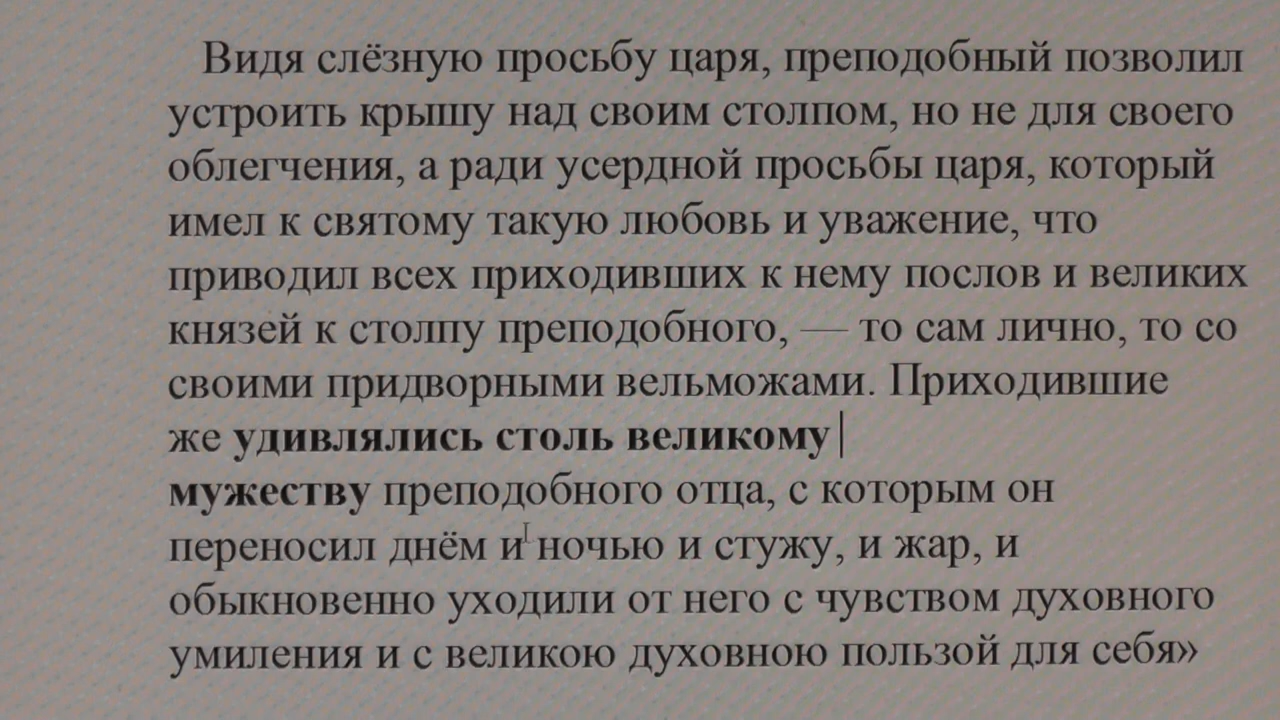 Видя слёзную просьбу царя, преподобный позволил
устроить крышу над своим столпом, но не для своего
облегчения, а ради усердной просьбы царя, который
имел к святому такую любовь и уважение, что
приводил всех приходивших к нему послов и великих
князей к столпу преподобного, — то сам лично, то со
своими придворными вельможами. Приходившие
же удивлялись столь великому
мужеству преподобного отца, с которым он
переносил днём и ночью и стужу, и жар, и
обыкновенно уходили от него с чувством духовного
умиления и с великою духовною пользой для себя»